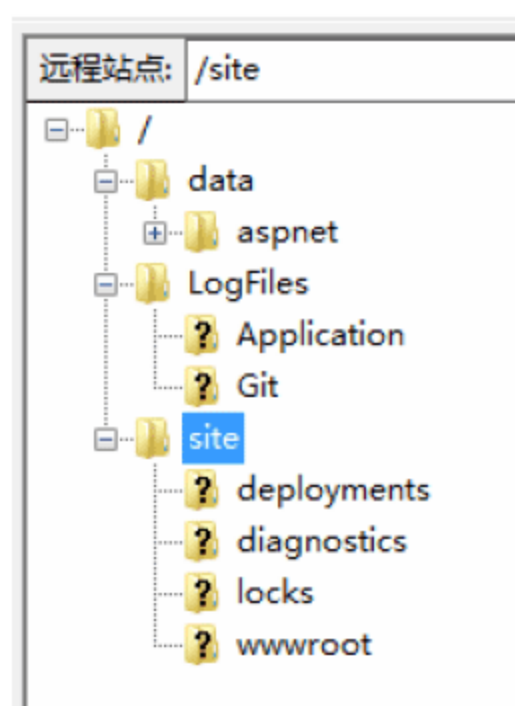 远程站点: /site
/
data
aspnet
LogFiles
Application
Git
site
deployments
diagnostics
locks
wwwroot